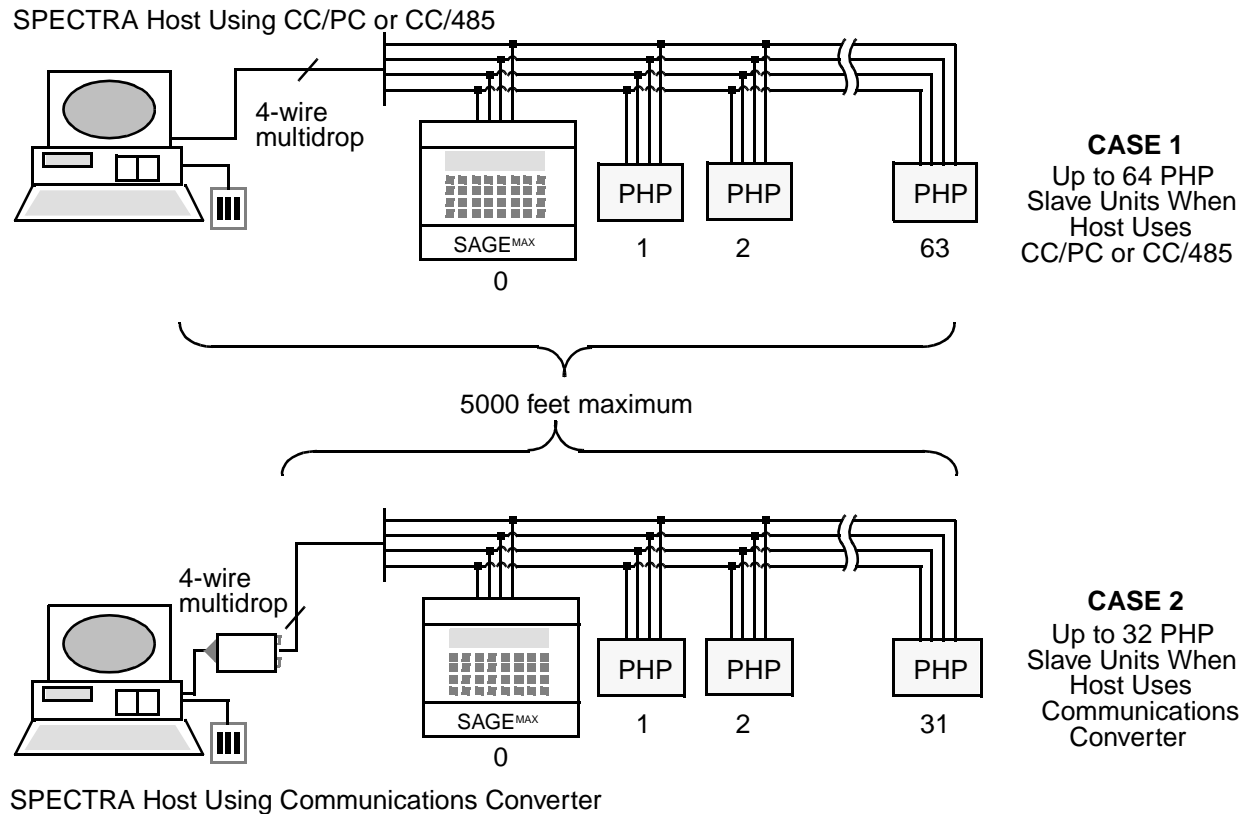 SPECTRA Host Using CC/PC or CC/485
4-wire
multidrop
SAGEMAX
0
PHP
1
PHP
2
PHP
63
CASE 1
Up to 64 PHP
Slave Units When
Host Uses
CC/PC or CC/485
5000 feet maximum
4-wire
multidrop
SAGEMAX
0
PHP
1
PHP
2
PHP
31
CASE 2
Up to 32 PHP
Slave Units When
Host Uses
Communications
Converter
SPECTRA Host Using Communications Converter